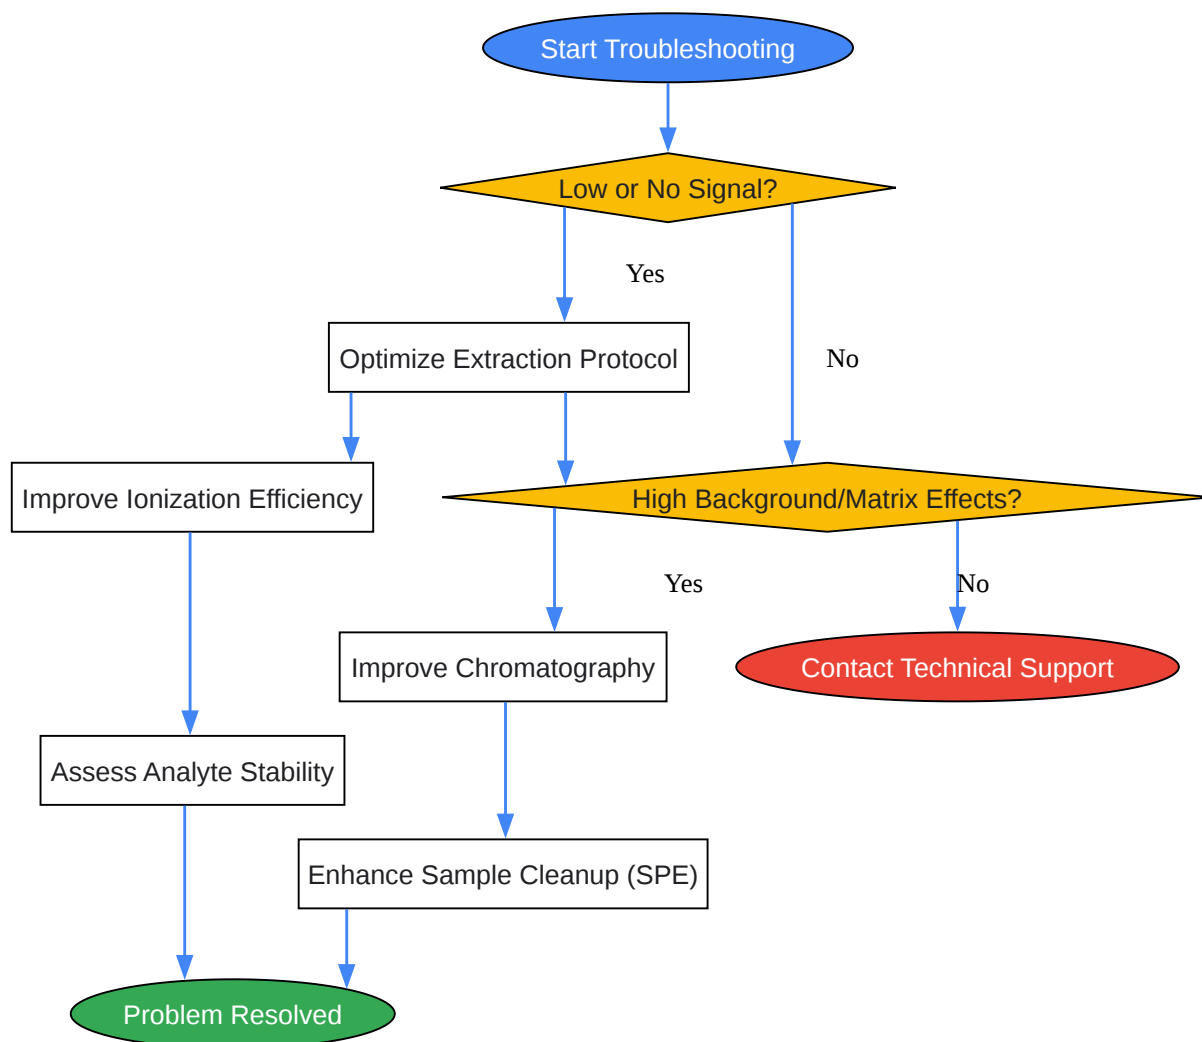 Start Troubleshooting
Low or No Signal?
Yes
Optimize Extraction Protocol
No
Improve Ionization Efficiency
High Background/Matrix Effects?
Yes
No
Improve Chromatography
Contact Technical Support
Assess Analyte Stability
Enhance Sample Cleanup (SPE)
Problem Resolved